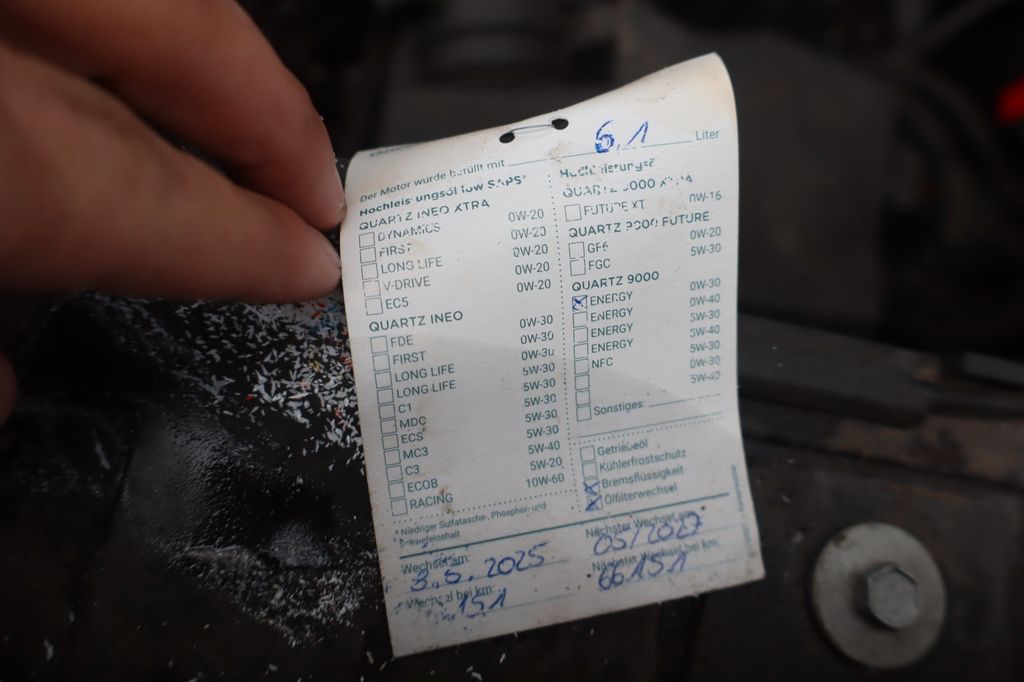 6,1 Liter
Der Motor wurde befüllt mit
Hochleistungsöl low SAPS*
QUARTZ INEO XTRA
DYNAMICS 0W-20
FIRST 0W-20
LONG LIFE 0W-20
V-DRIVE 0W-20
EC5
QUARTZ INEO
FDE 0W-30
FIRST 0W-30
LONG LIFE 0W-30
LONG LIFE 5W-30
C1 5W-30
MDC 5W-30
ECS 5W-30
MC3 5W-30
C3 5W-40
ECOB 5W-20
RACING 10W-60
* Niedriger Sulfatasche-, Phosphor- und
Schwefelgehalt
Wechsel am:
3.5.2025
Wechsel bei km:
151
Hochleistungsöl
QUARTZ 9000 XTRA
FUTURE XT 0W-16
QUARTZ 9000 FUTURE
GF6 0W-20
FGC 5W-30
QUARTZ 9000
ENERGY 0W-30
ENERGY 0W-40
ENERGY 5W-30
ENERGY 5W-40
NFC 5W-30
0W-30
5W-40
Sonstiges:
Getriebeöl
Kühlerfrostschutz
Bremsflüssigkeit
Ölfilterwechsel
Nächster Wechsel am:
05/2027
Nächster Wechsel bei km:
66151